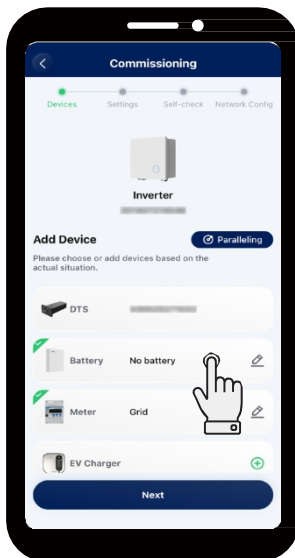 Commissioning
Devices Settings Self-check Network Config
Inverter
Add Device
Paralleling
Please choose or add devices based on the
actual situation.
DTS
Battery No battery
Meter Grid
EV Charger
Next